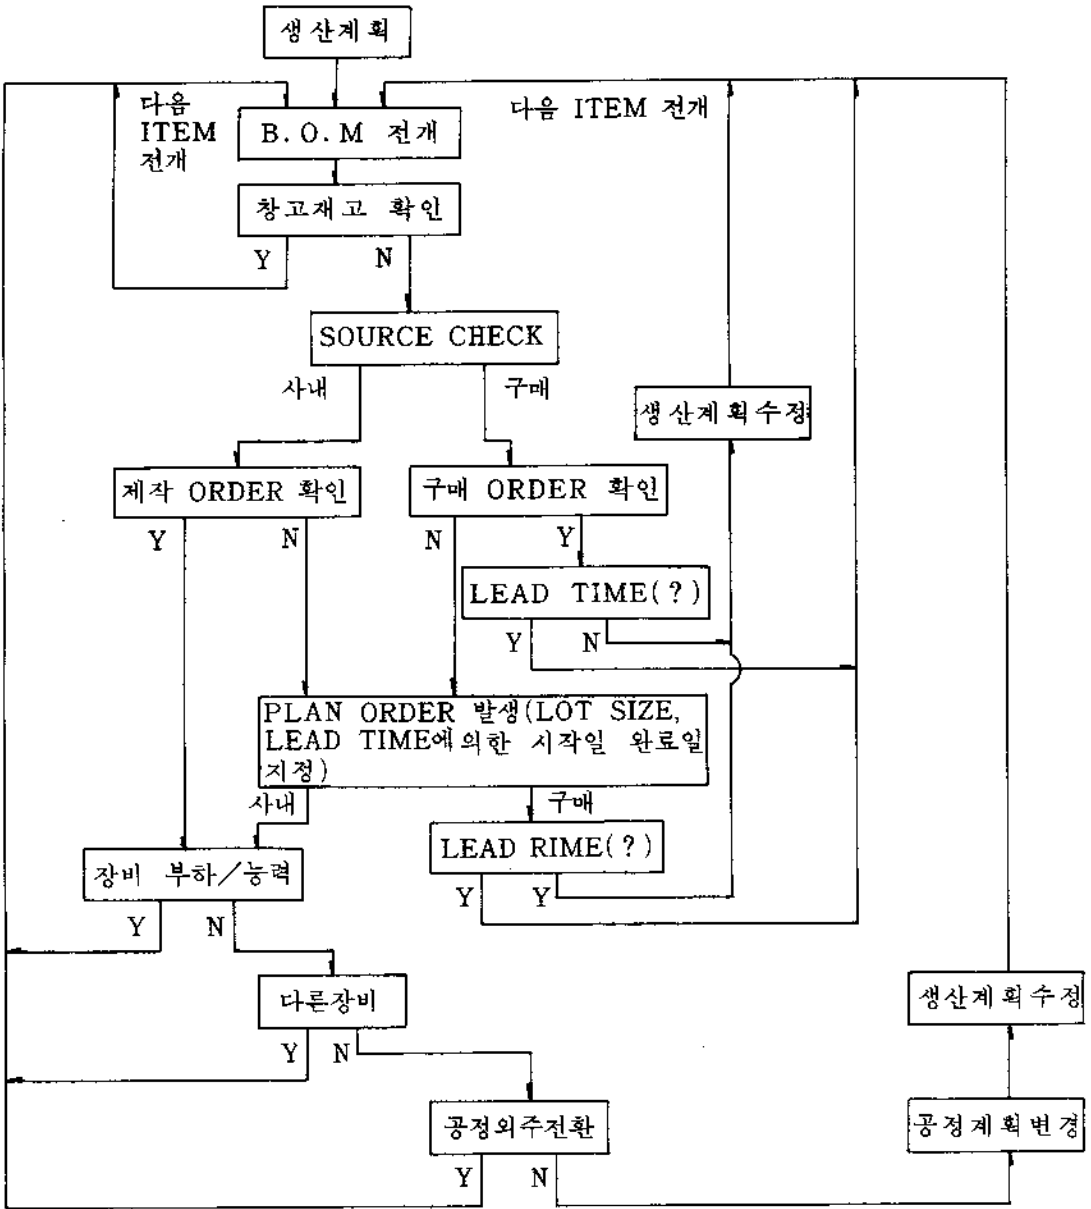 생산계획
다음
ITEM
전개
다음 ITEM 전개
B.O.M 전개
창고재고 확인
Y
N
SOURCE CHECK
사내
구매
생산계획수정
제작 ORDER 확인
구매 ORDER 확인
Y
N
N
Y
LEAD TIME(?)
Y
N
PLAN ORDER 발생(LOT SIZE,
LEAD TIME에의한 시작일 완료일
지정)
사내
구매
LEAD RIME(?)
장비 부하/능력
Y
Y
Y
N
다른장비
생산계획수정
Y
N
공정외주전환
공정계획변경
Y
N